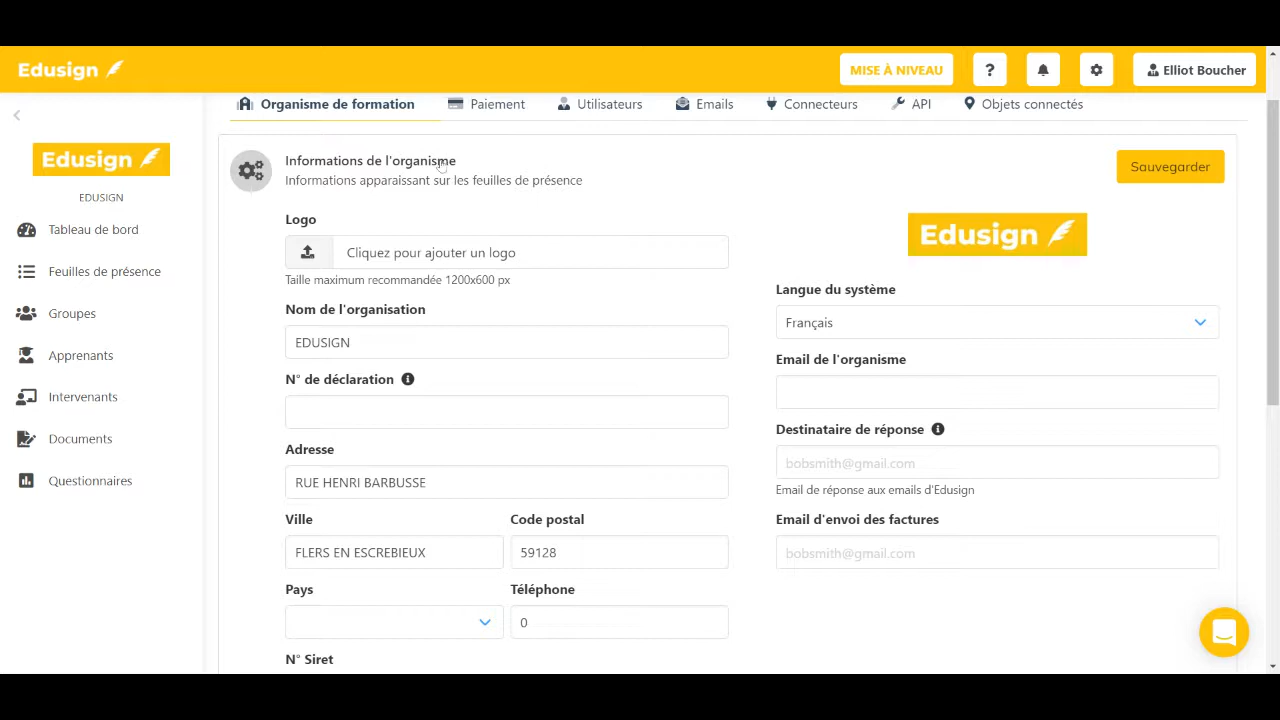 Edusign
MISE À NIVEAU
?
Elliot Boucher
Organisme de formation
Paiement
Utilisateurs
Emails
Connecteurs
API
Objets connectés
Edusign
EDUSIGN
Tableau de bord
Feuilles de présence
Groupes
Apprenants
Intervenants
Documents
Questionnaires
Informations de l'organisme
Informations apparaissant sur les feuilles de présence
Sauvegarder
Logo
Cliquez pour ajouter un logo
Taille maximum recommandée 1200x600 px
Nom de l'organisation
EDUSIGN
N° de déclaration
Adresse
RUE HENRI BARBUSSE
Ville
Code postal
FLERS EN ESCREBIEUX
59128
Pays
Téléphone
0
N° Siret
Edusign
Langue du système
Français
Email de l'organisme
Destinataire de réponse
bobsmith@gmail.com
Email de réponse aux emails d'Edusign
Email d'envoi des factures
bobsmith@gmail.com